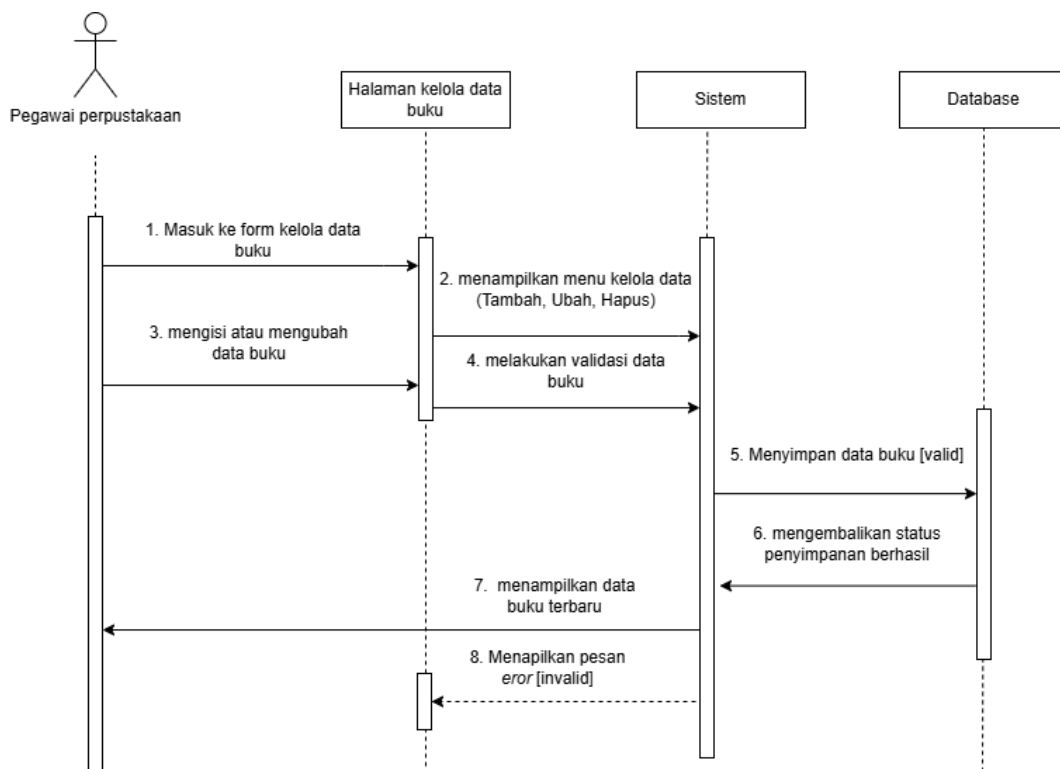 Pegawai perpustakaan
Halaman kelola data
buku
Sistem
Database
1. Masuk ke form kelola data
buku
2. menampilkan menu kelola data
(Tambah, Ubah, Hapus)
3. mengisi atau mengubah
data buku
4. melakukan validasi data
buku
5. Menyimpan data buku [valid]
6. mengembalikan status
penyimpanan berhasil
7. menampilkan data
buku terbaru
8. Menapilkan pesan
eror [invalid]